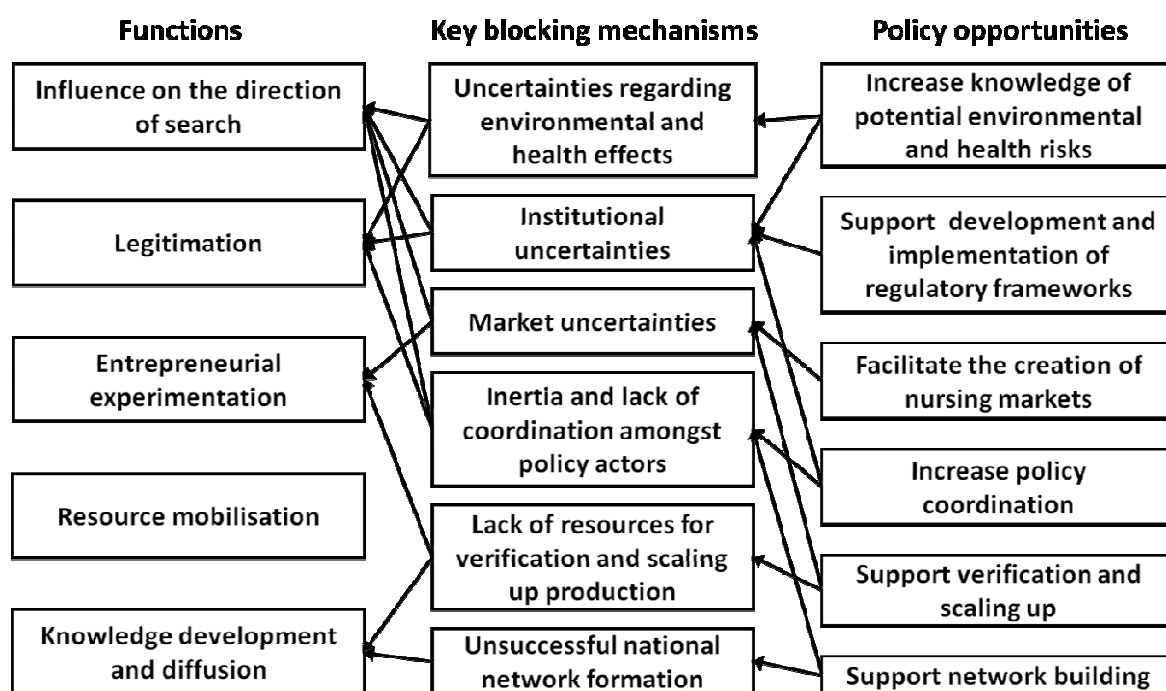 Functions
Influence on the direction
of search
Legitimation
Entrepreneurial
experimentation
Resource mobilisation
Knowledge development
and diffusion
Key blocking mechanisms
Uncertainties regarding
environmental and
health effects
Institutional
uncertainties
Market uncertainties
Inertia and lack of
coordination amongst
policy actors
Lack of resources for
verification and scaling
up production
Unsuccessful national
network formation
Policy opportunities
Increase knowledge of
potential environmental
and health risks
Support development and
implementation of
regulatory frameworks
Facilitate the creation of
nursing markets
Increase policy
coordination
Support verification and
scaling up
Support network building